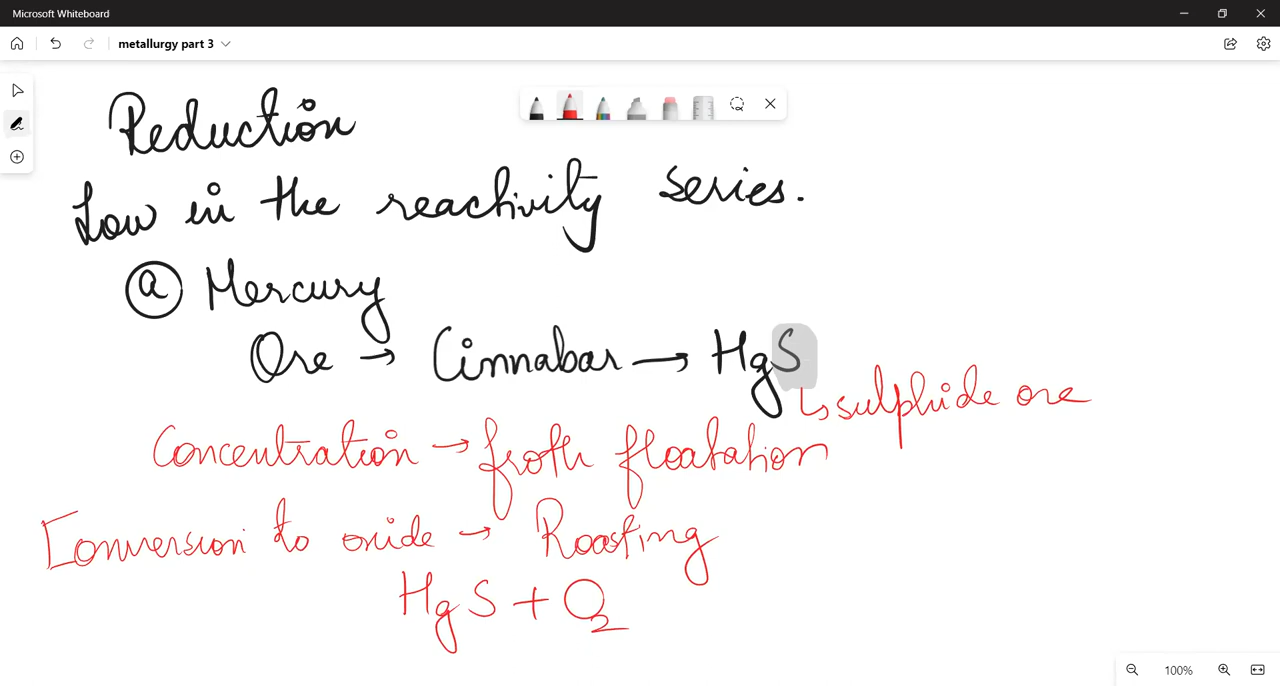 Microsoft Whiteboard
metallurgy part 3
Reduction
Low in the reactivity series.
a Mercury
Ore → Cinnabar → HgS
↳ sulphide ore
Concentration → froth floatation
Conversion to oxide → Roasting
HgS + O₂
100%